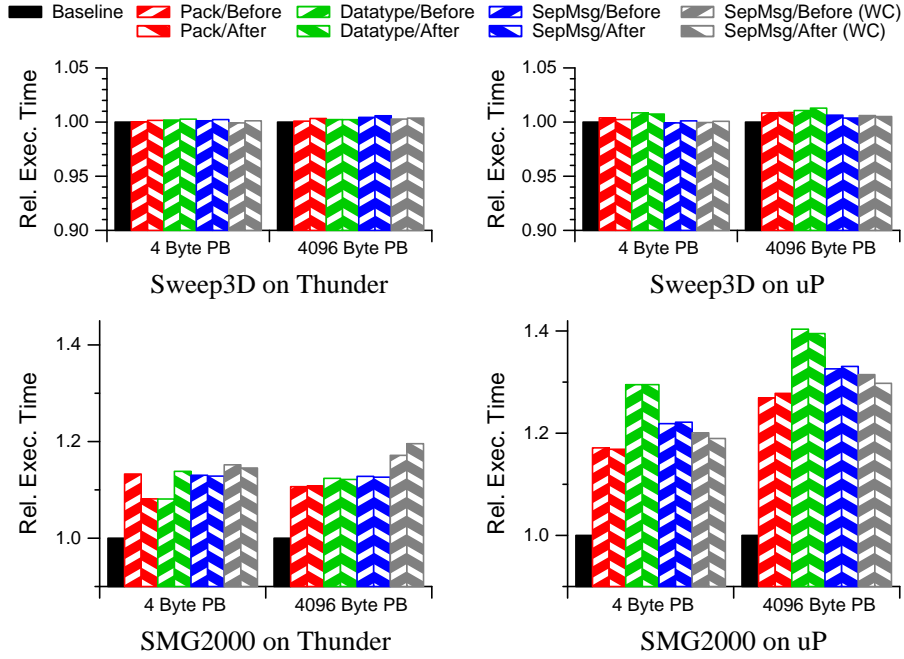 Baseline Pack/Before Datatype/Before SepMsg/Before SepMsg/Before (WC)
Pack/After Datatype/After SepMsg/After SepMsg/After (WC)
Rel. Exec. Time
1.05
1.00
0.95
0.90
4 Byte PB 4096 Byte PB
Sweep3D on Thunder
Rel. Exec. Time
1.05
1.00
0.95
0.90
4 Byte PB 4096 Byte PB
Sweep3D on uP
Rel. Exec. Time
1.4
1.2
1.0
4 Byte PB 4096 Byte PB
SMG2000 on Thunder
Rel. Exec. Time
1.4
1.2
1.0
4 Byte PB 4096 Byte PB
SMG2000 on uP